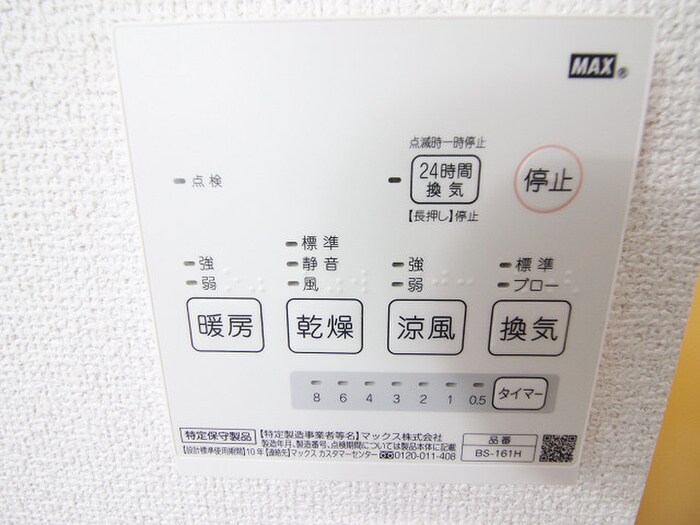 MAX®
点滅時一時停止
点検
24時間
換気
停止
【長押し】停止
標準
強
静音
強
標準
弱
風
弱
ブロー
暖房
乾燥
涼風
換気
8 6 4 3 2 1 0.5
タイマー
特定保守製品
【特定製造事業者等名】マックス株式会社
製造年月、製造番号、点検期間については製品本体に記載
【設計標準使用期間】10年【連絡先】マックス カスタマーセンター 0120-011-408
品番
BS-161H